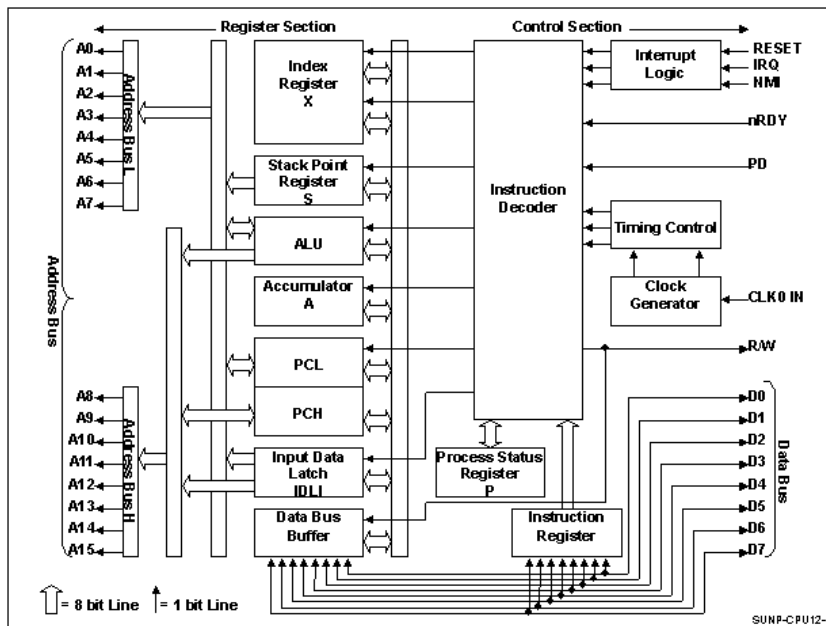 Register Section
Control Section
A0
A1
A2
A3
A4
A5
A6
A7
Address Bus L
Address Bus
A8
A9
A10
A11
A12
A13
A14
A15
Address Bus H
Index
Register
X
Stack Point
Register
S
ALU
Accumulator
A
PCL
PCH
Input Data
Latch
IDLI
Data Bus
Buffer
Instruction
Decoder
Process Status
Register
P
Instruction
Register
Interrupt
Logic
Timing Control
Clock
Generator
RESET
IRQ
NMI
nRDY
PD
CLK0 IN
R/W
D0
D1
D2
D3
D4
D5
D6
D7
Data Bus
= 8 bit Line
= 1 bit Line
SUNP-CPU12-